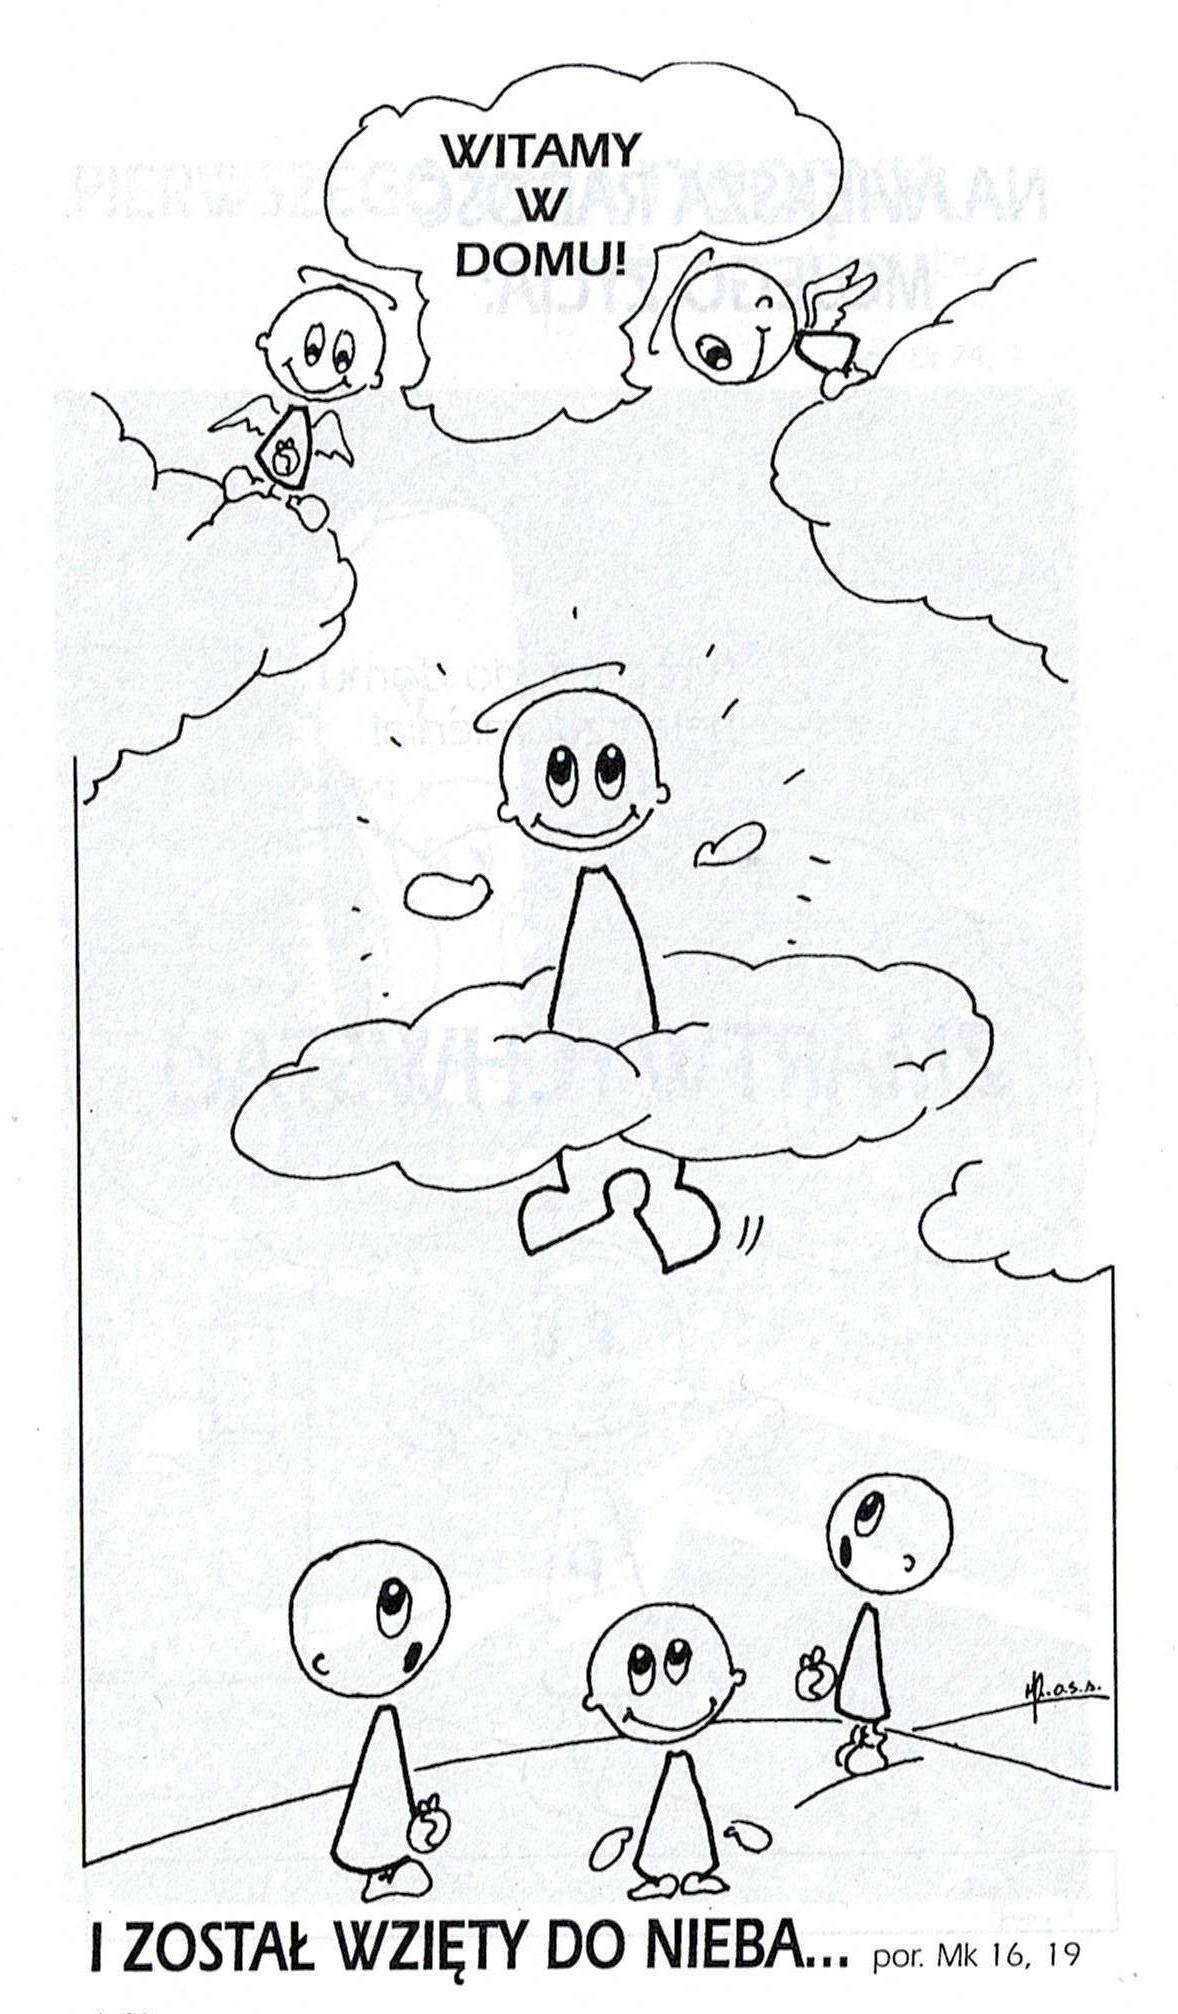 WITAMY
W
DOMU!
I ZOSTAŁ WZIĘTY DO NIEBA... por. Mk 16, 19